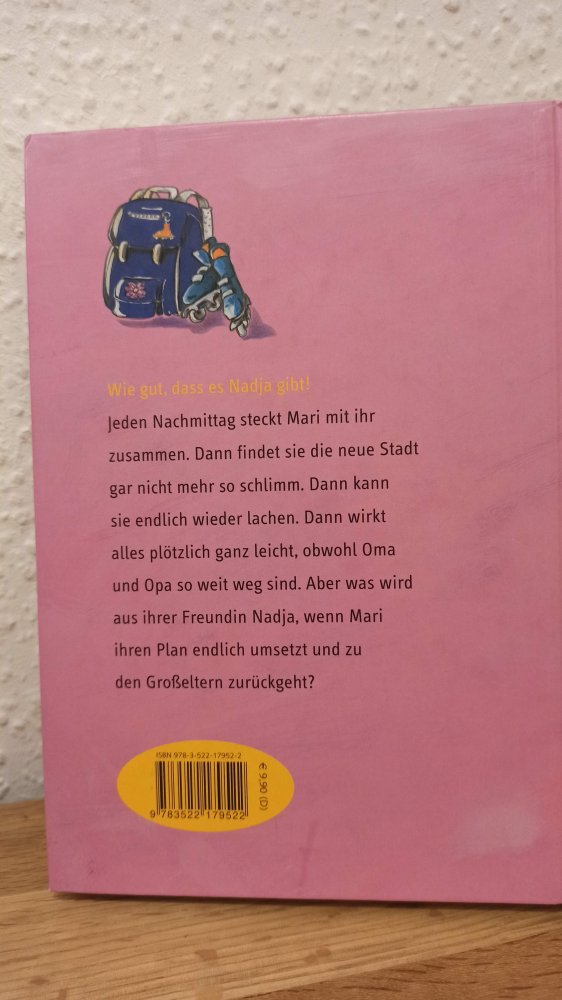 Wie gut, dass es Nadja gibt!
Jeden Nachmittag steckt Mari mit ihr
zusammen. Dann findet sie die neue Stadt
gar nicht mehr so schlimm. Dann kann
sie endlich wieder lachen. Dann wirkt
alles plötzlich ganz leicht, obwohl Oma
und Opa so weit weg sind. Aber was wird
aus ihrer Freundin Nadja, wenn Mari
ihren Plan endlich umsetzt und zu
den Großeltern zurückgeht?
ISBN 978-3-522-17952-2
9 783522 179522
€ 9,90 (D)